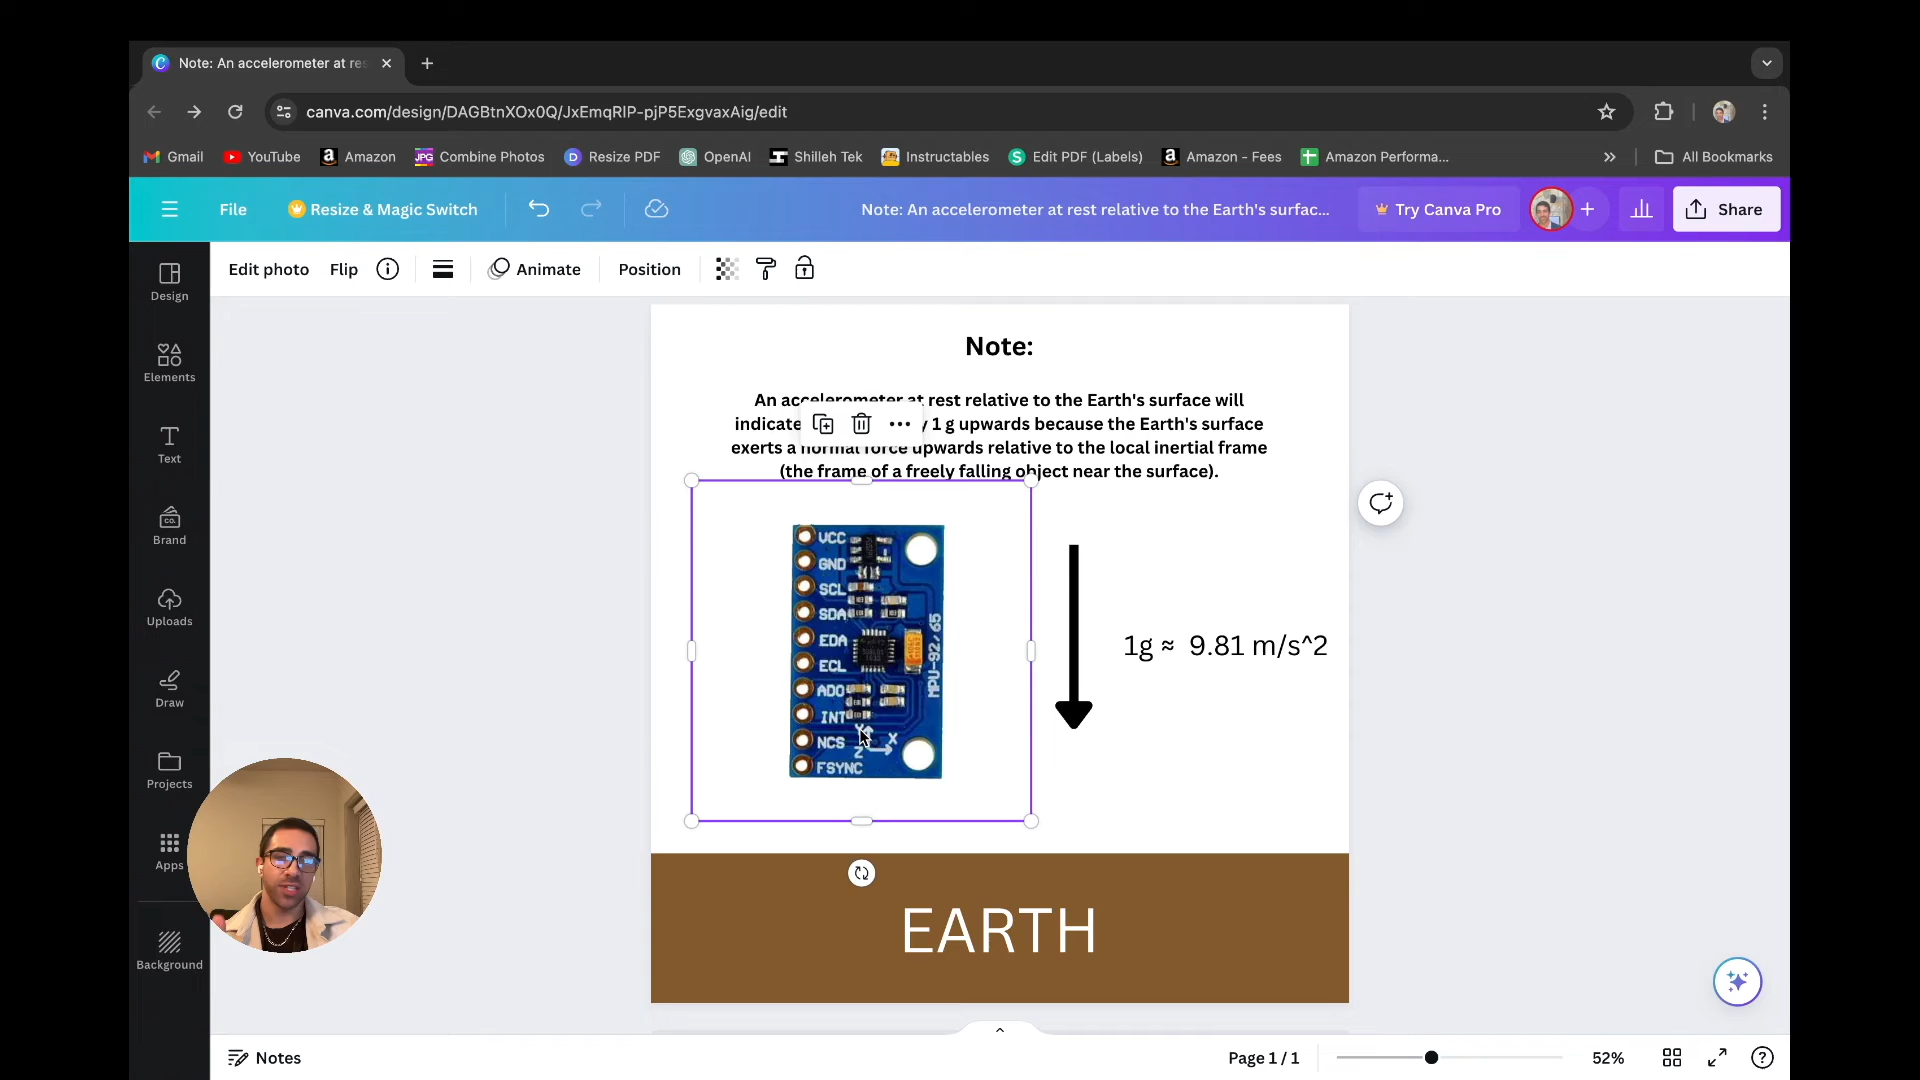 Note: An accelerometer at res
canva.com/design/DAGBtnXOx0Q/JxEmqRIP-pjP5ExgvaxAig/edit
Gmail
YouTube
Amazon
JPG Combine Photos
Resize PDF
OpenAI
Shilleh Tek
Instructables
Edit PDF (Labels)
Amazon - Fees
Amazon Performa...
All Bookmarks
File
Resize & Magic Switch
Note: An accelerometer at rest relative to the Earth's surfac...
Try Canva Pro
Share
Edit photo
Flip
Animate
Position
Design
Elements
Text
Brand
Uploads
Draw
Projects
Apps
Background
Note:
An accelerometer at rest relative to the Earth's surface will
indicate 1 g upwards because the Earth's surface
exerts a normal force upwards relative to the local inertial frame
(the frame of a freely falling object near the surface).
VCC
GND
SCL
SDA
EDA
ECL
ADO
INT
NCS
FSYNC
MPU-92/65
X
Z
1g ≈ 9.81 m/s^2
EARTH
Notes
Page 1 / 1
52%